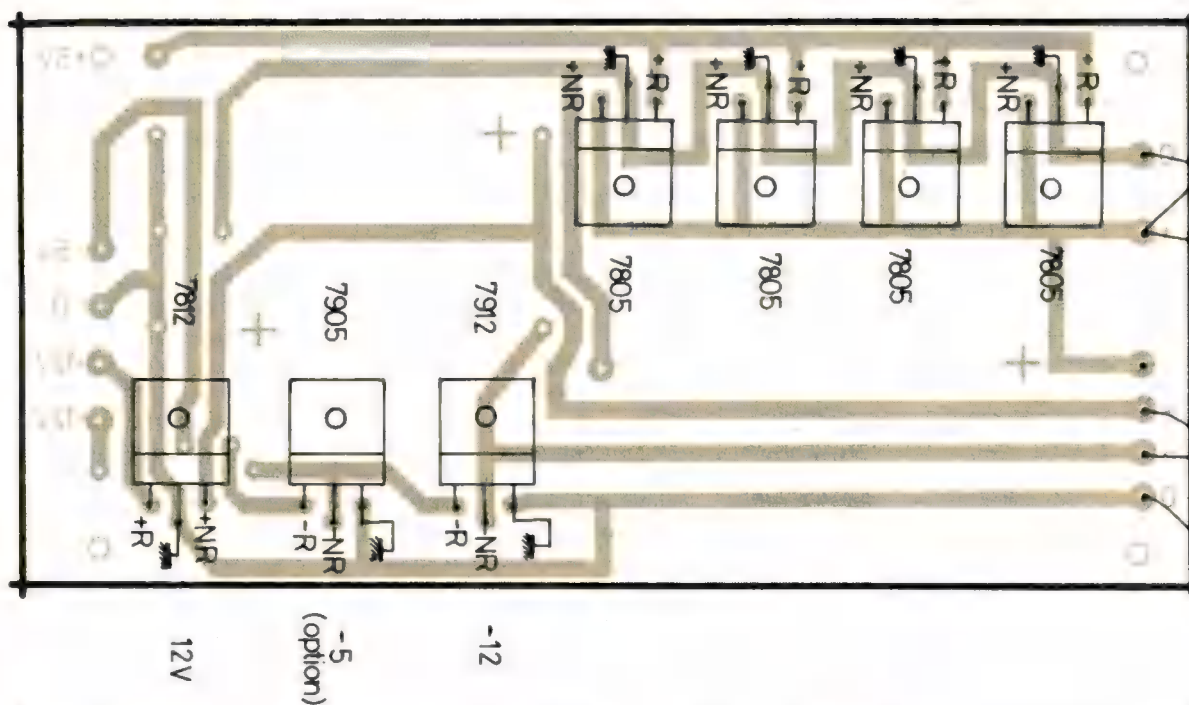 +NR
+R
+NR
+R
+NR
+R
+NR
+R
7805
7805
7805
7805
7812
7905
7912
+R
+NR
-R
-NR
-R
-NR
12V
-5
(option)
-12